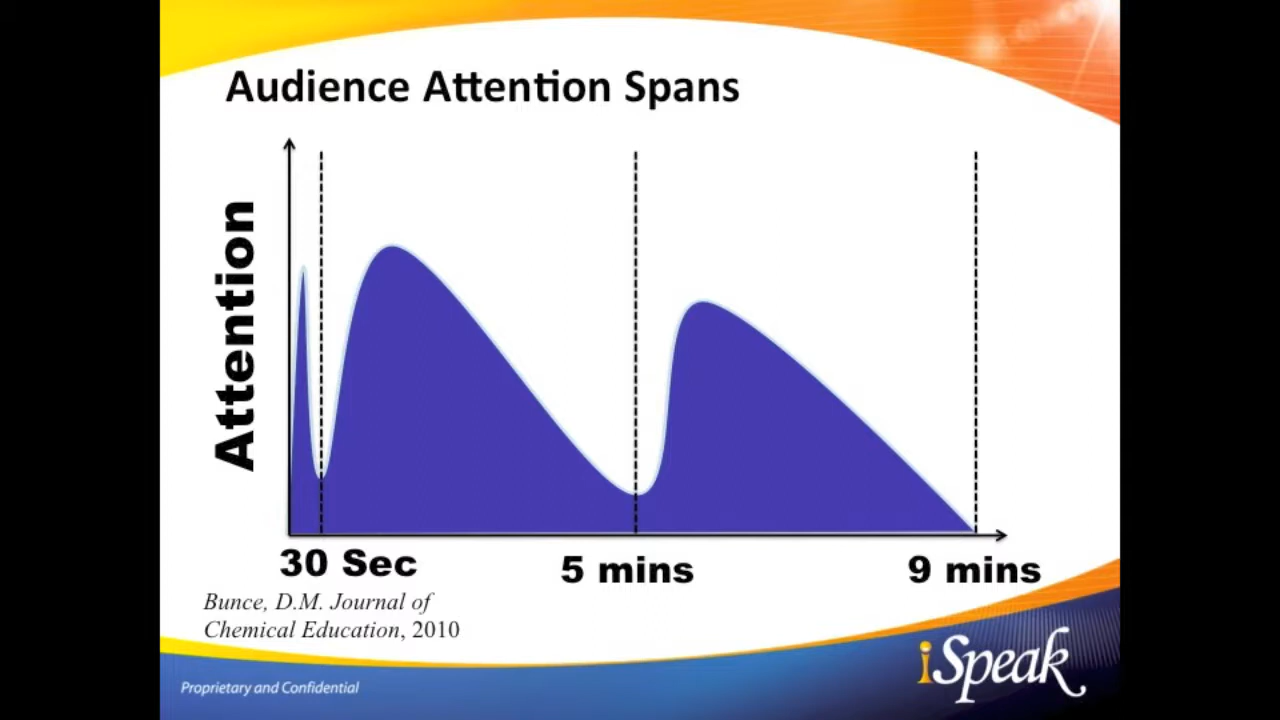 Audience Attention Spans
Attention
30 Sec
5 mins
9 mins
Bunce, D.M. Journal of
Chemical Education, 2010
Proprietary and Confidential
iSpeak